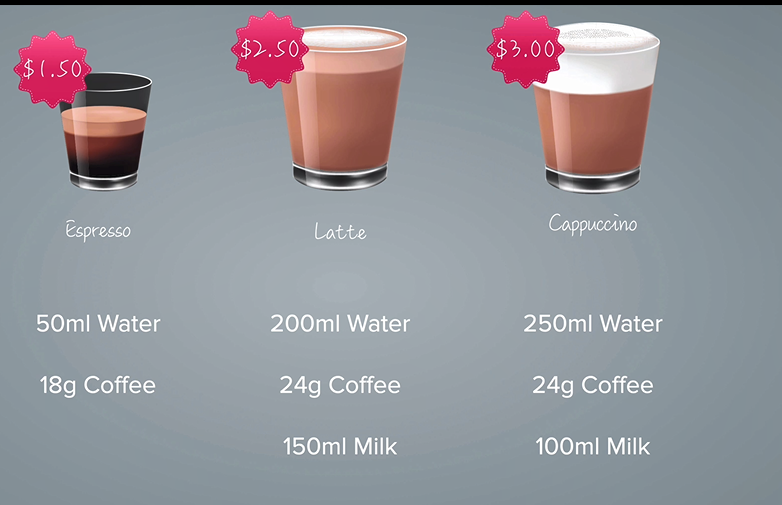 $1.50
$2.50
$3.00
Espresso
Latte
Cappuccino
50ml Water
200ml Water
250ml Water
18g Coffee
24g Coffee
24g Coffee
150ml Milk
100ml Milk